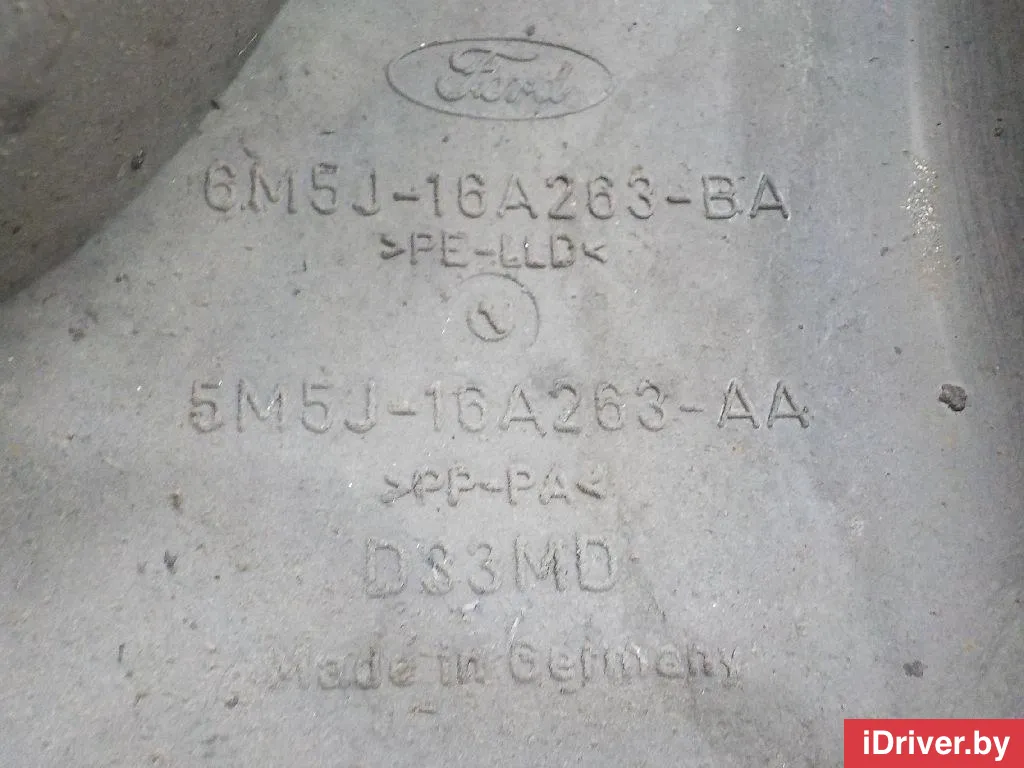 Ford
6M5J-16A263-BA
>PE-LLD<
5M5J-16A263-AA
>PP-PA<
D33MD
Made in Germany
iDriver.by